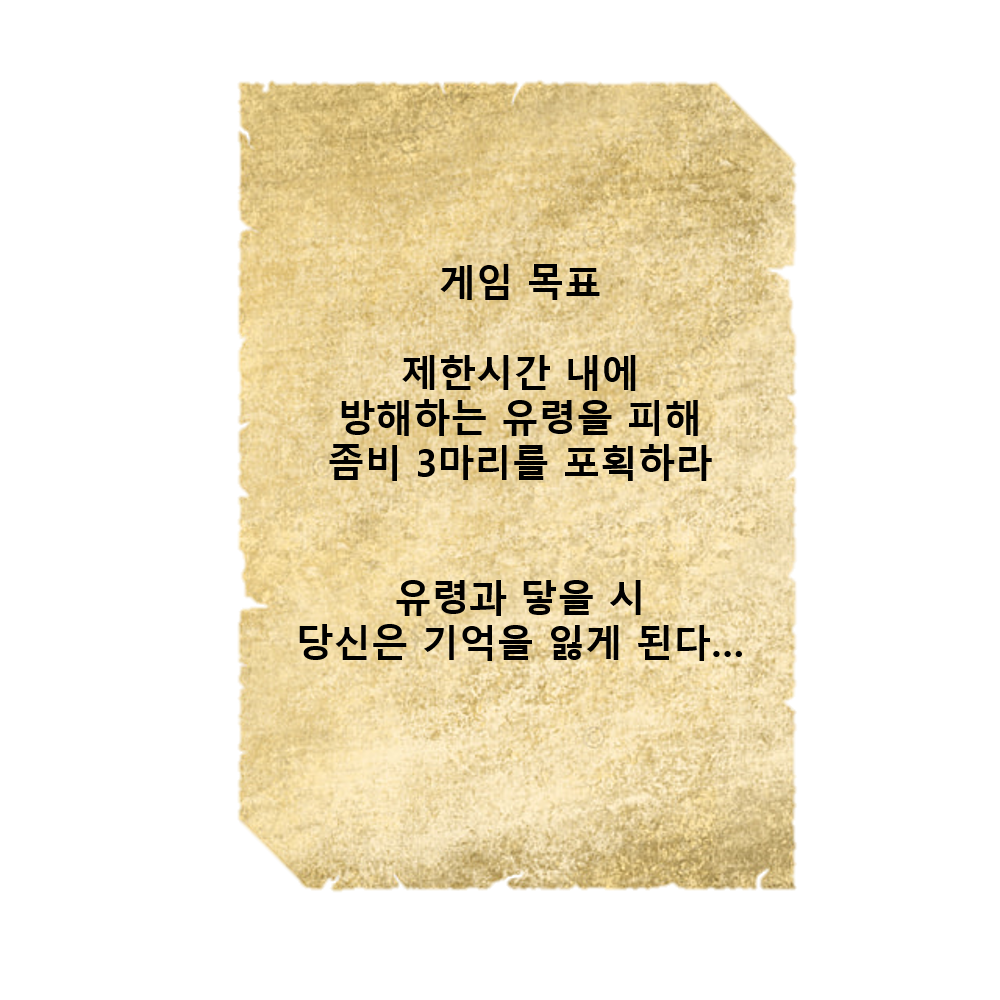 게임 목표
제한시간 내에
방해하는 유령을 피해
좀비 3마리를 포획하라
유령과 닿을 시
당신은 기억을 잃게 된다...